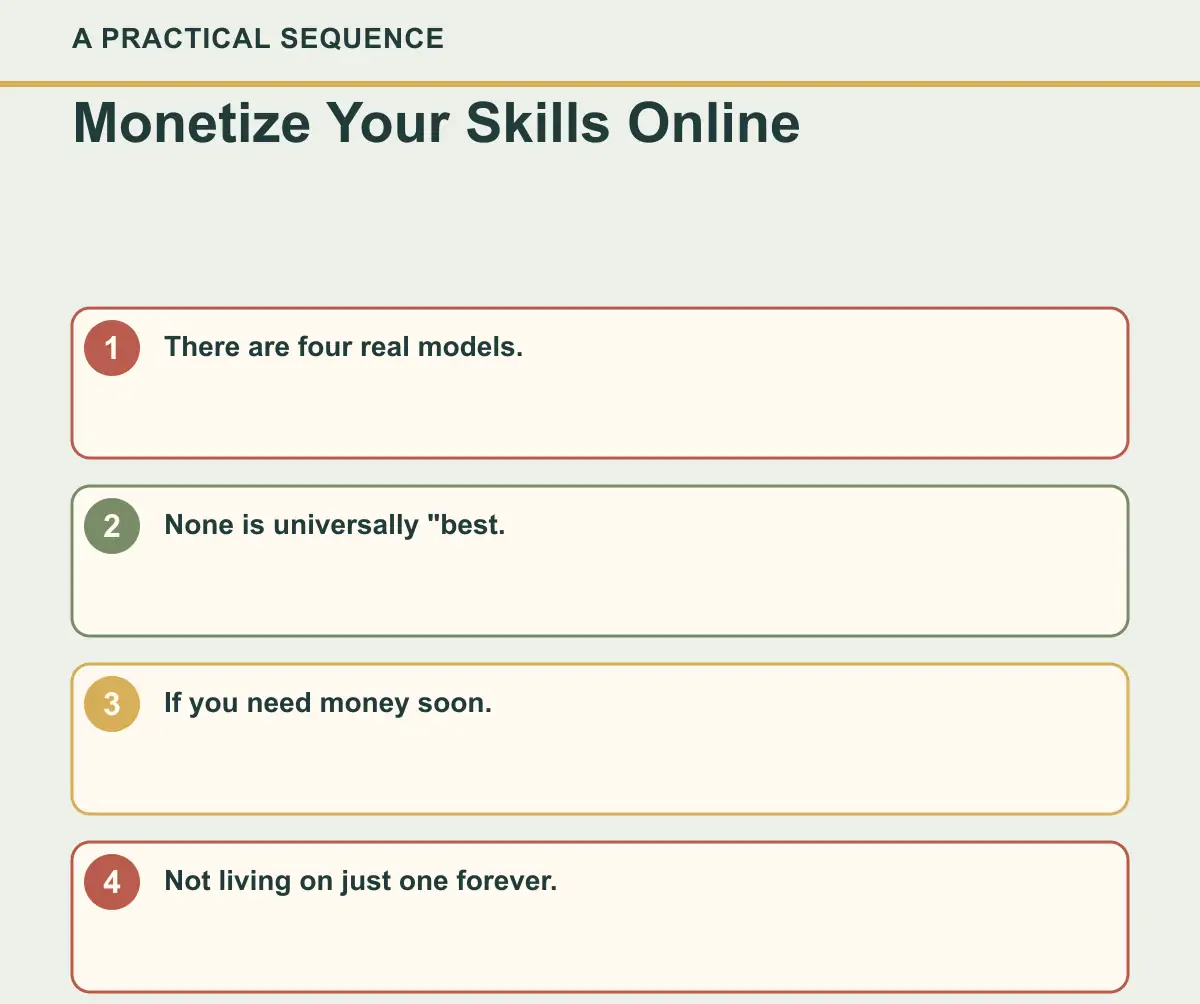 A PRACTICAL SEQUENCE
Monetize Your Skills Online
1 There are four real models.
2 None is universally "best.
3 If you need money soon.
4 Not living on just one forever.